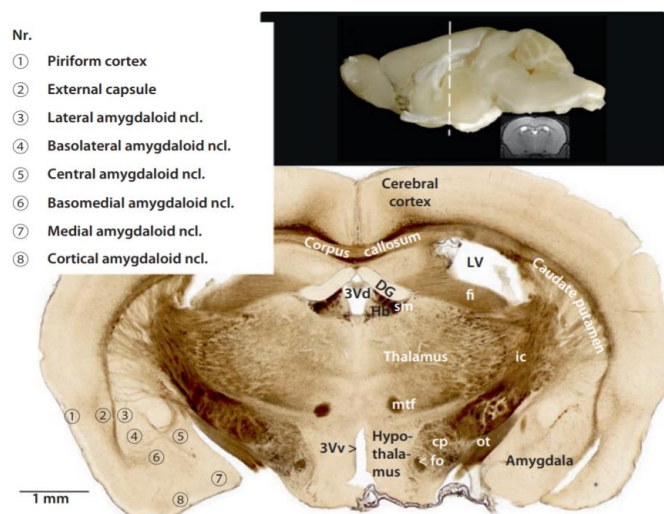 Nr.
① Piriform cortex
② External capsule
③ Lateral amygdaloid ncl.
④ Basolateral amygdaloid ncl.
⑤ Central amygdaloid ncl.
⑥ Basomedial amygdaloid ncl.
⑦ Medial amygdaloid ncl.
⑧ Cortical amygdaloid ncl.
Cerebral
cortex
Corpus callosum
LV
Caudate putamen
3Vd
DG
fi
sm
Hb
Thalamus
ic
mtf
① ② ③
④ ⑤
⑥
⑦
⑧
3Vv >
Hypo-
thala-
mus
cp
ot
< fo
Amygdala
1 mm